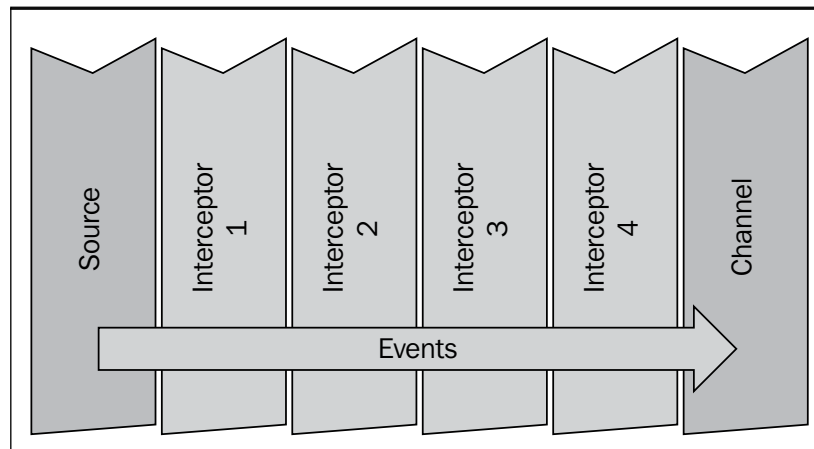 Source
Interceptor
1
Interceptor
2
Interceptor
3
Interceptor
4
Channel
Events